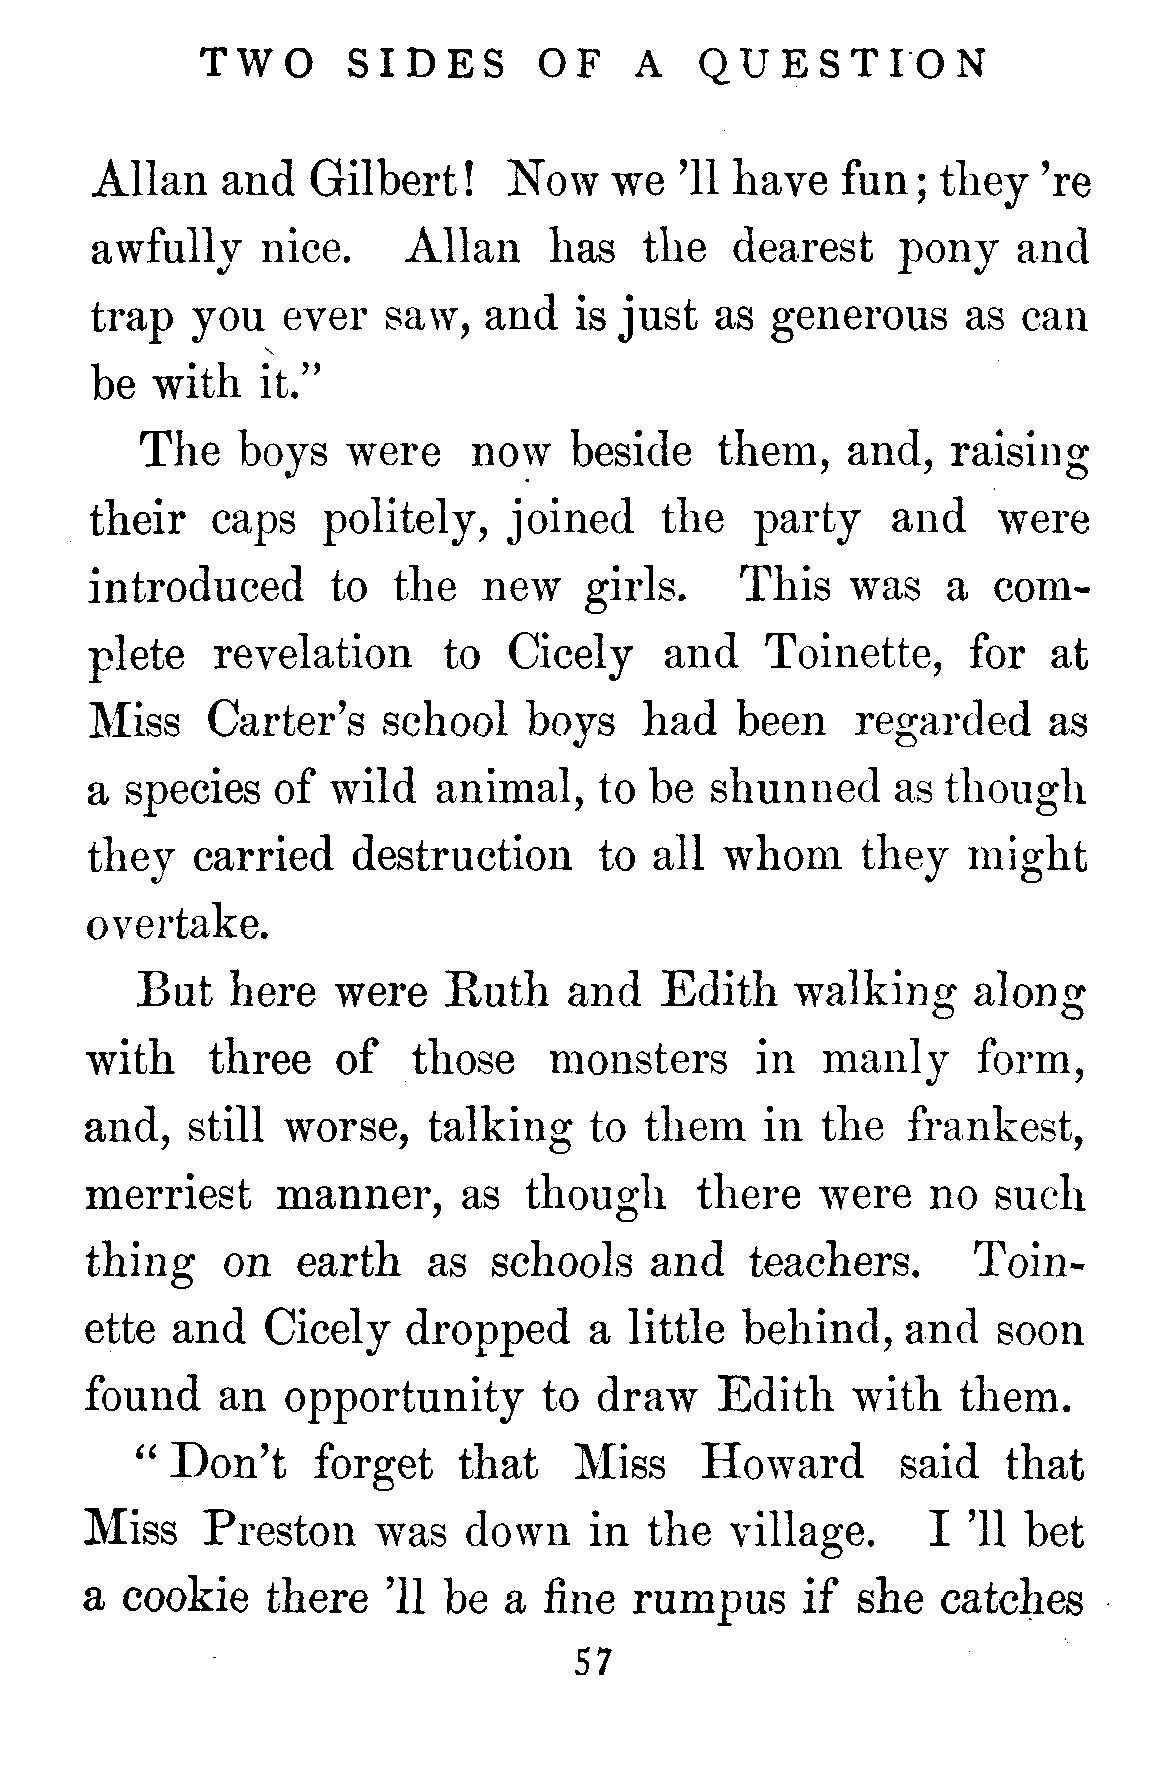 TWO SIDES OF A QUESTION
Allan and Gilbert! Now we 'll have fun; they 're
awfully nice. Allan has the dearest pony and
trap you ever saw, and is just as generous as can
be with it."
The boys were now beside them, and, raising
their caps politely, joined the party and were
introduced to the new girls. This was a com-
plete revelation to Cicely and Toinette, for at
Miss Carter's school boys had been regarded as
a species of wild animal, to be shunned as though
they carried destruction to all whom they might
overtake.
But here were Ruth and Edith walking along
with three of those monsters in manly form,
and, still worse, talking to them in the frankest,
merriest manner, as though there were no such
thing on earth as schools and teachers. Toin-
ette and Cicely dropped a little behind, and soon
found an opportunity to draw Edith with them.
" Don't forget that Miss Howard said that
Miss Preston was down in the village. I 'll bet
a cookie there 'll be a fine rumpus if she catches
57